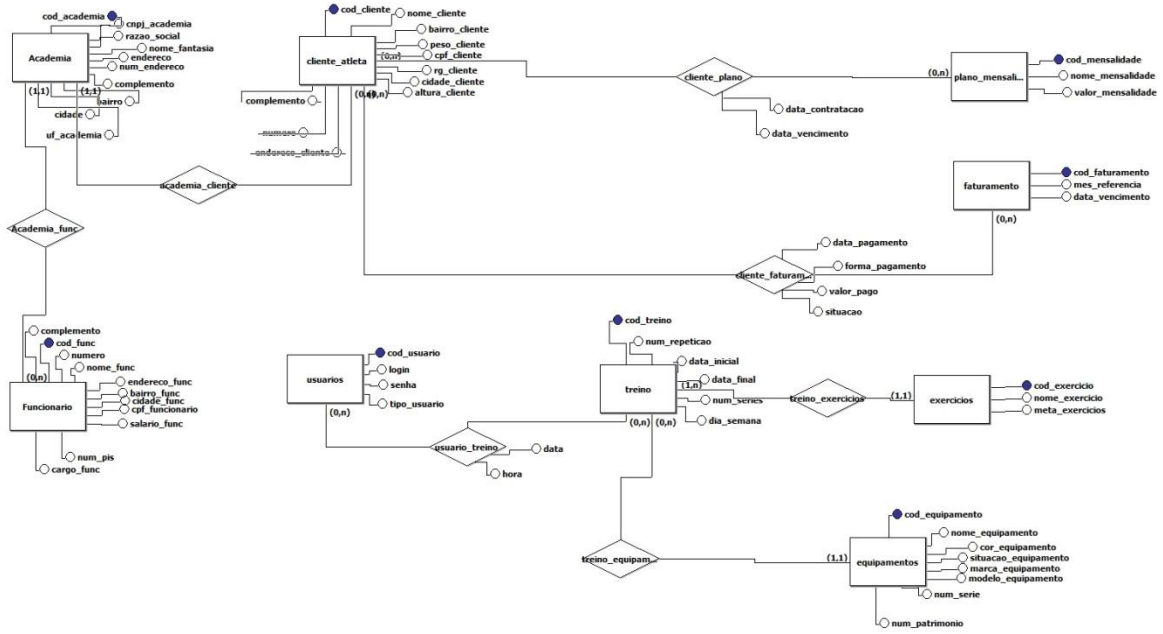 cod_academia
cnpj_academia
razao_social
Academia
nome_fantasia
endereco
num_endereco
complemento
(1,1)
(1,1)
bairro
cidade
uf_academia
cod_cliente
nome_cliente
bairro_cliente
cliente_atleta
peso_cliente
(0,n)
cpf_cliente
rg_cliente
cidade_cliente
altura_cliente
(0,n)
(0,n)
complemento
numero
endereco_cliente
cliente_plano
data_contratacao
data_vencimento
(0,n)
plano_mensali...
cod_mensalidade
nome_mensalidade
valor_mensalidade
academia_cliente
Academia_func
faturamento
cod_faturamento
mes_referencia
data_vencimento
(0,n)
data_pagamento
cliente_faturam...
forma_pagamento
valor_pago
situacao
complemento
cod_func
numero
nome_func
(0,n)
Funcionario
endereco_func
bairro_func
cidade_func
cpf_funcionario
salario_func
num_pis
cargo_func
usuarios
cod_usuario
login
senha
tipo_usuario
(0,n)
usuario_treino
data
hora
cod_treino
num_repeticao
treino
data_inicial
data_final
(1,n)
num_series
dia_semana
(0,n)
(0,n)
treino_exercicios
(1,1)
exercicios
cod_exercicio
nome_exercicio
meta_exercicios
treino_equipam...
(1,1)
equipamentos
cod_equipamento
nome_equipamento
cor_equipamento
situacao_equipamento
marca_equipamento
modelo_equipamento
num_serie
num_patrimonio